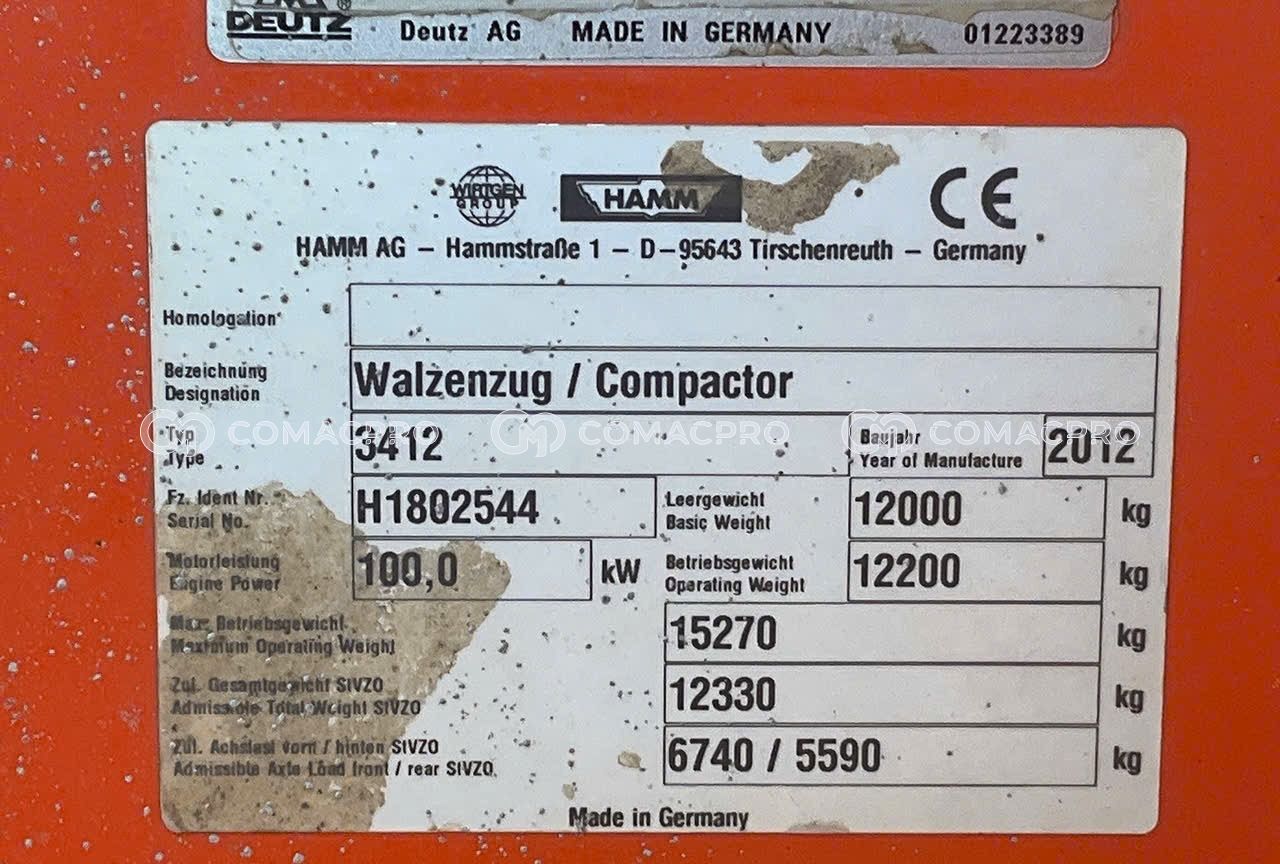 DEUTZ ® Deutz AG MADE IN GERMANY 01223389
WIRTGEN GROUP HAMM CE
HAMM AG – Hammstraße 1 – D–95643 Tirschenreuth – Germany
Homologation
Bezeichnung
Designation
Walzenzug / Compactor
Typ
Type
3412
Baujahr
Year of Manufacture
2012
Fz. Ident Nr.
Serial No.
H1802544
Leergewicht
Basic Weight
12000 kg
Motorleistung
Engine Power
100,0 kW
Betriebsgewicht
Operating Weight
12200 kg
Max. Betriebsgewicht
Maximum Operating Weight
15270 kg
Zul. Gesamtgewicht StVZO
Admissible Total Weight StVZO
12330 kg
Zul. Achslast vorn / hinten StVZO
Admissible Axle Load front / rear StVZO
6740 / 5590 kg
Made in Germany
COMACPRO COMACPRO COMACPRO